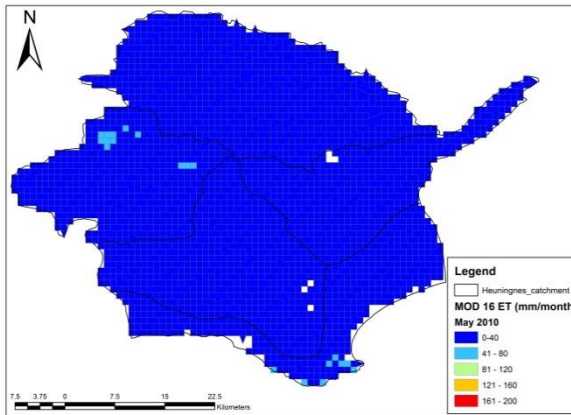 N
Legend
Heuningnes_catchment
MOD 16 ET (mm/month
May 2010
0-40
41 - 80
81 - 120
121 - 160
161 - 200
7.5 3.75 0 7.5 15 22.5
Kilometers